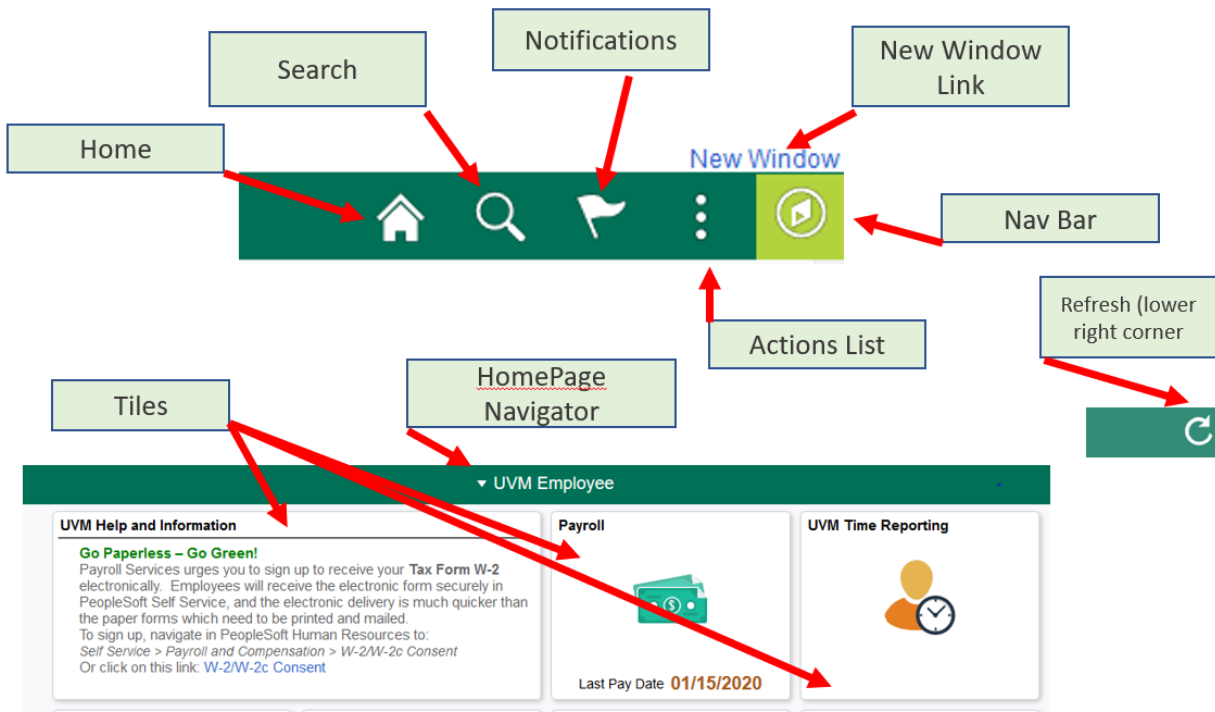 Notifications
New Window
Link
Search
Home
New Window
Nav Bar
Refresh (lower
right corner
Actions List
HomePage
Navigator
Tiles
UVM Employee
UVM Help and Information
Go Paperless – Go Green!
Payroll Services urges you to sign up to receive your Tax Form W-2
electronically. Employees will receive the electronic form securely in
PeopleSoft Self Service, and the electronic delivery is much quicker than
the paper forms which need to be printed and mailed.
To sign up, navigate in PeopleSoft Human Resources to:
Self Service > Payroll and Compensation > W-2/W-2c Consent
Or click on this link: W-2/W-2c Consent
Payroll
Last Pay Date 01/15/2020
UVM Time Reporting